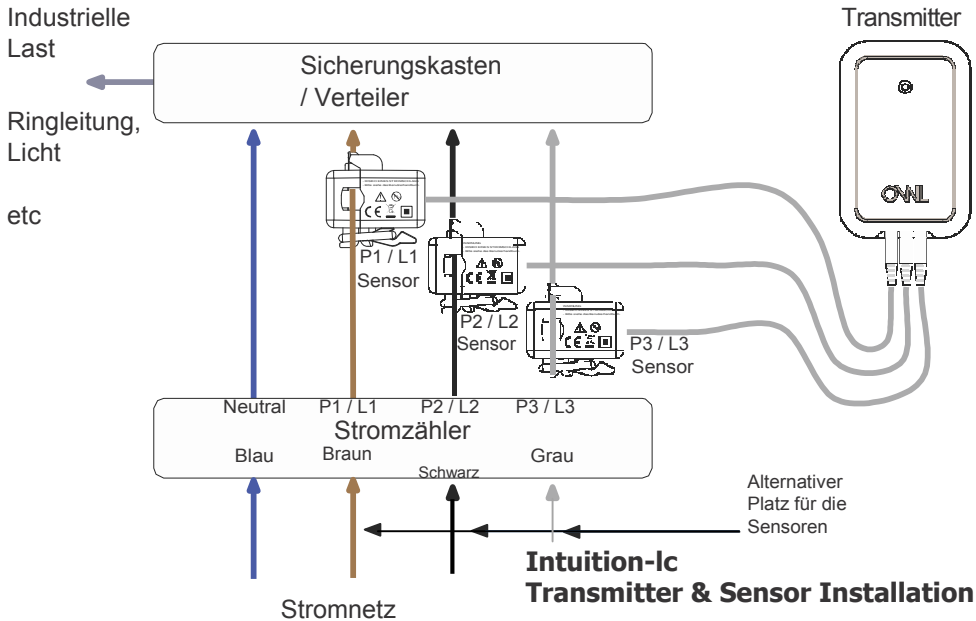 Industrielle
Last
Ringleitung,
Licht
etc
Sicherungskasten
/ Verteiler
Transmitter
OWL
P1 / L1
Sensor
P2 / L2
Sensor
P3 / L3
Sensor
Neutral P1 / L1 P2 / L2 P3 / L3
Stromzähler
Blau Braun Schwarz Grau
Alternativer
Platz für die
Sensoren
Intuition-lc
Transmitter & Sensor Installation
Stromnetz